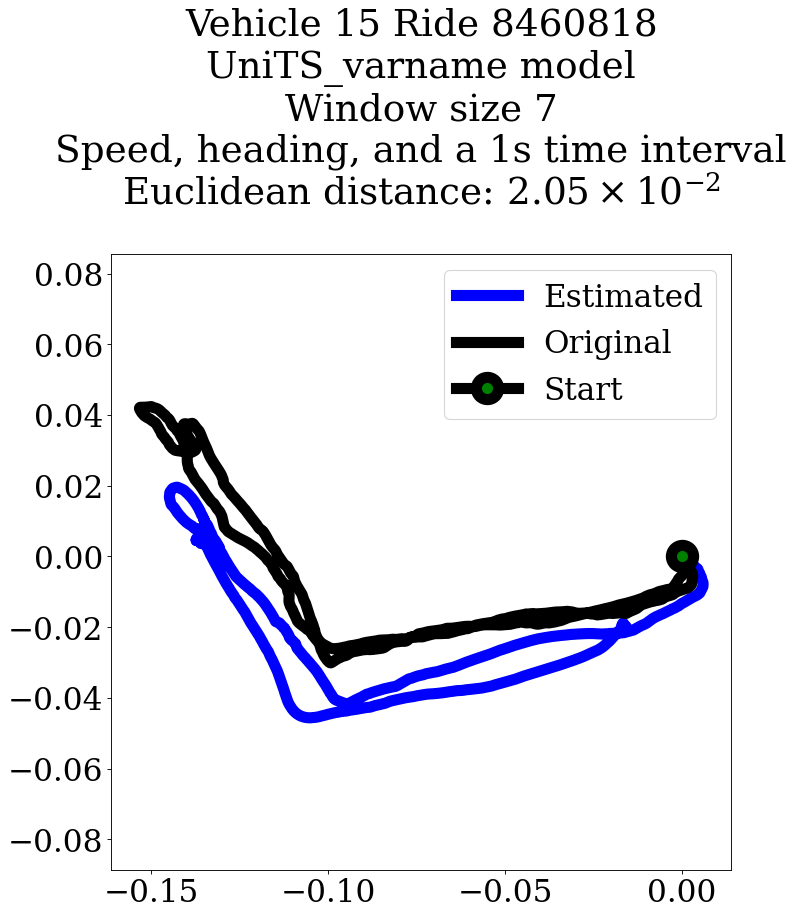 Vehicle 15 Ride 8460818
UniTS_varname model
Window size 7
Speed, heading, and a 1s time interval
Euclidean distance: 2.05 × 10⁻²
Estimated
Original
Start
0.08
0.06
0.04
0.02
0.00
−0.02
−0.04
−0.06
−0.08
−0.15 −0.10 −0.05 0.00